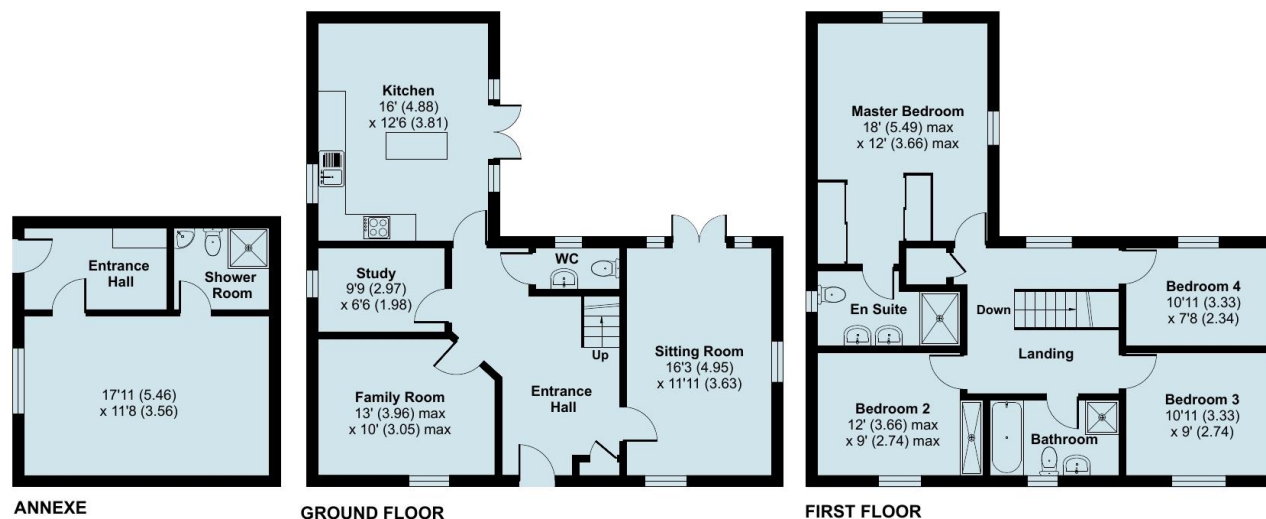 Kitchen
16' (4.88)
x 12'6 (3.81)
Master Bedroom
18' (5.49) max
x 12' (3.66) max
Entrance
Hall
Shower
Room
17'11 (5.46)
x 11'8 (3.56)
Study
9'9 (2.97)
x 6'6 (1.98)
WC
Up
Family Room
13' (3.96) max
x 10' (3.05) max
Entrance
Hall
Sitting Room
16'3 (4.95)
x 11'11 (3.63)
En Suite
Down
Landing
Bedroom 4
10'11 (3.33)
x 7'8 (2.34)
Bedroom 2
12' (3.66) max
x 9' (2.74) max
Bathroom
Bedroom 3
10'11 (3.33)
x 9' (2.74)
ANNEXE
GROUND FLOOR
FIRST FLOOR